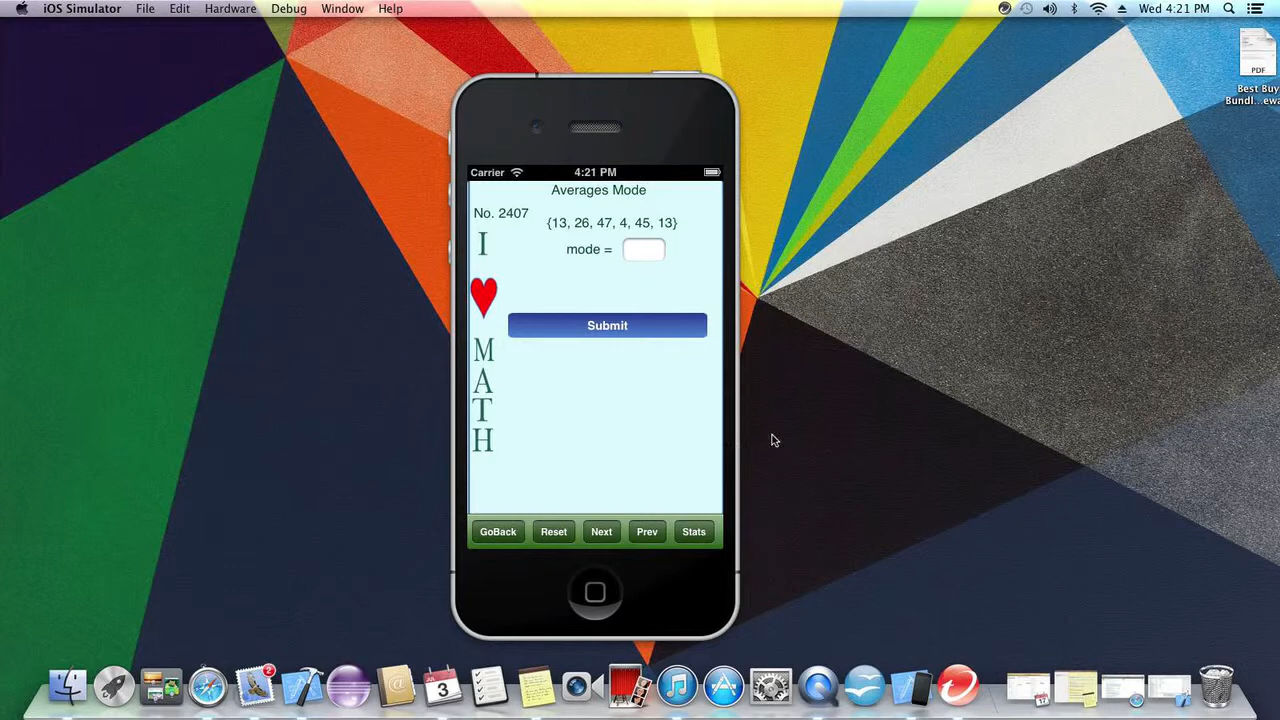 iOS Simulator File Edit Hardware Debug Window Help Wed 4:21 PM
PDF
Best Buy
Bundl...ewa
Carrier 4:21 PM
Averages Mode
No. 2407 {13, 26, 47, 4, 45, 13}
mode =
I
M
A
T
H
Submit
GoBack Reset Next Prev Stats
2
3
17